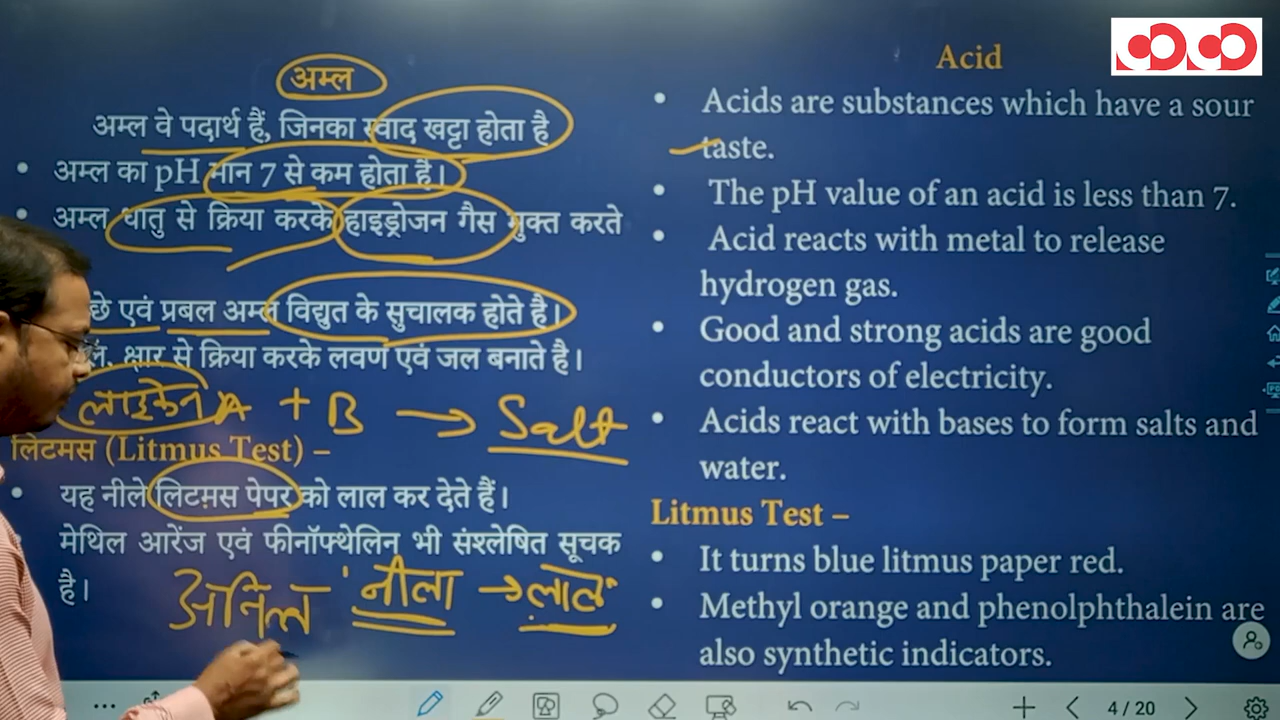 अम्ल
अम्ल वे पदार्थ हैं, जिनका स्वाद खट्टा होता है
• अम्ल का pH मान 7 से कम होता है।
• अम्ल धातु से क्रिया करके हाइड्रोजन गैस मुक्त करते
छे एवं प्रबल अम्ल विद्युत के सुचालक होते है।
क्षार से क्रिया करके लवण एवं जल बनाते है।
लाइकेन A + B → Salt
लिटमस (Litmus Test) –
• यह नीले लिटमस पेपर को लाल कर देते हैं।
मेथिल आरेंज एवं फीनॉफ्थेलिन भी संश्लेषित सूचक
है।
अनिल नीला → लाल
Acid
• Acids are substances which have a sour
taste.
• The pH value of an acid is less than 7.
• Acid reacts with metal to release
hydrogen gas.
• Good and strong acids are good
conductors of electricity.
• Acids react with bases to form salts and
water.
Litmus Test –
• It turns blue litmus paper red.
• Methyl orange and phenolphthalein are
also synthetic indicators.
4 / 20